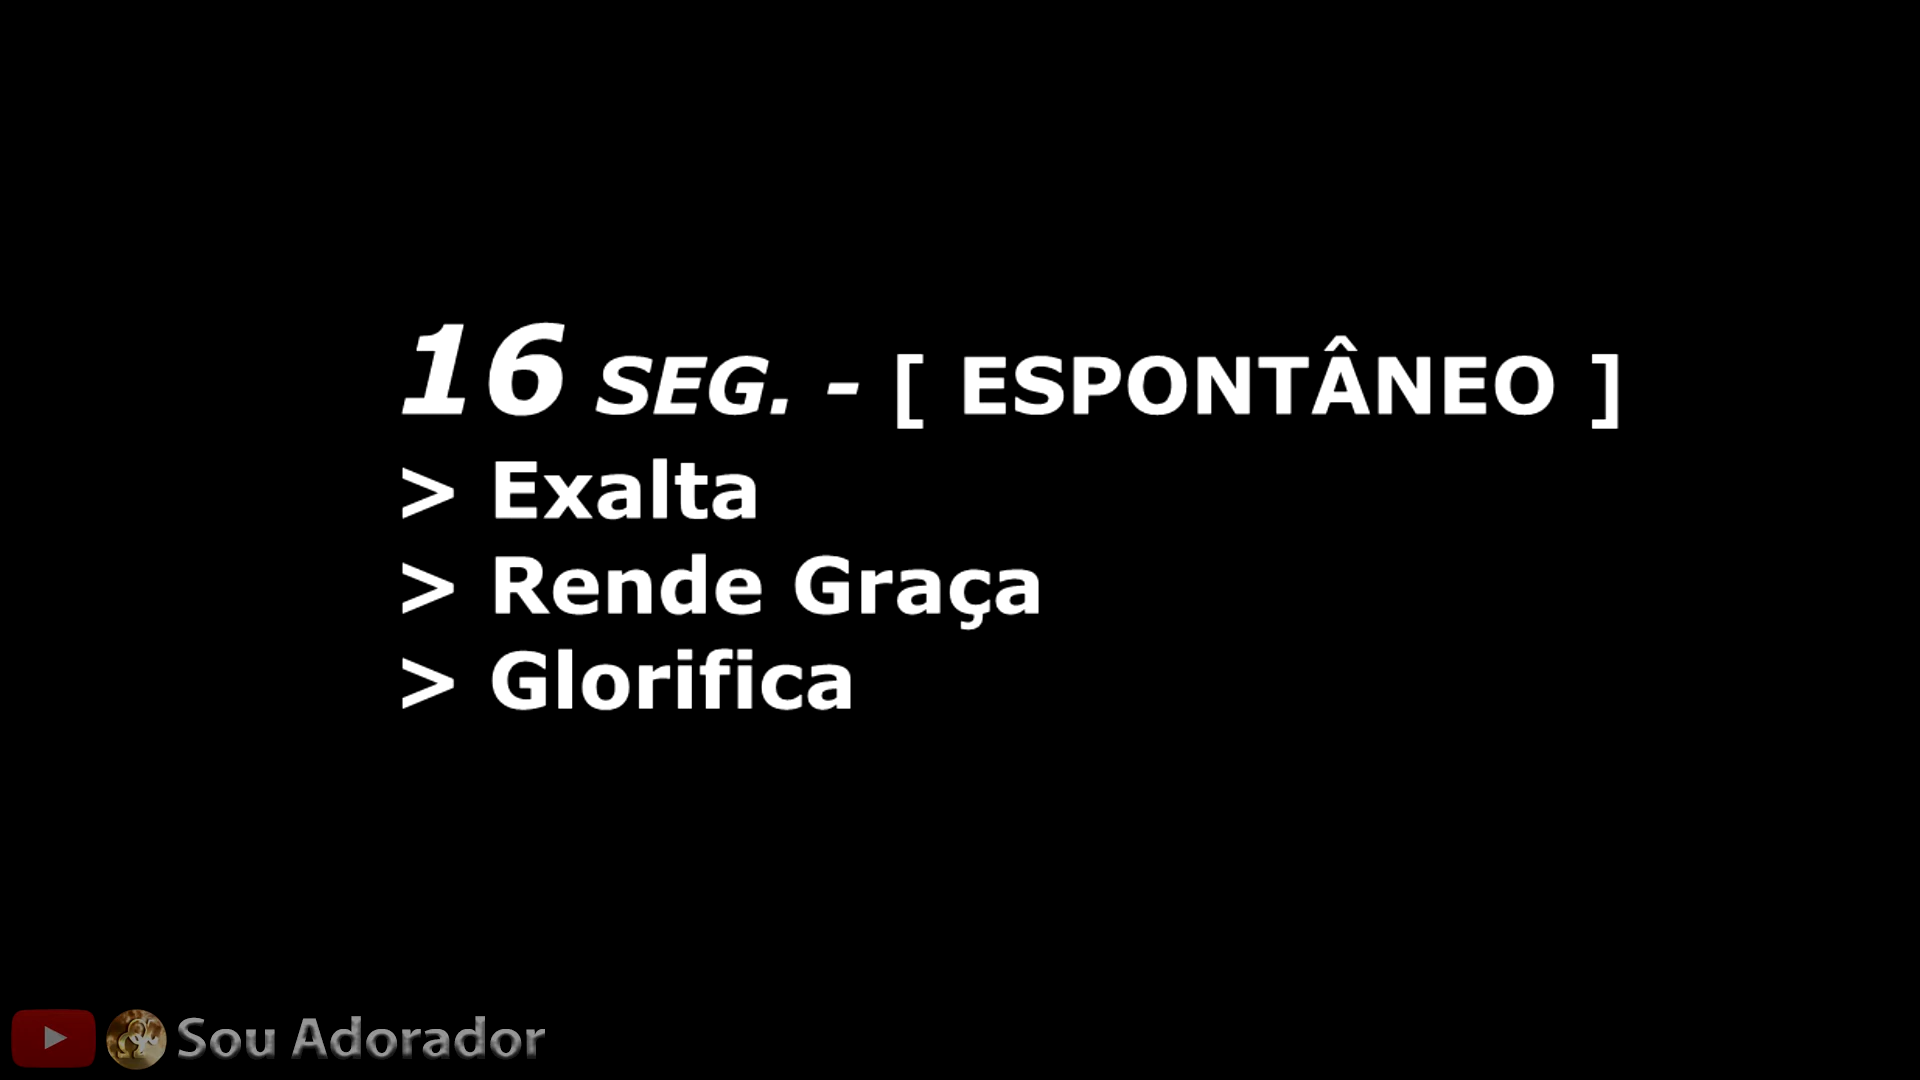 16 SEG. - [ ESPONTÂNEO ]
> Exalta
> Rende Graça
> Glorifica
Sou Adorador